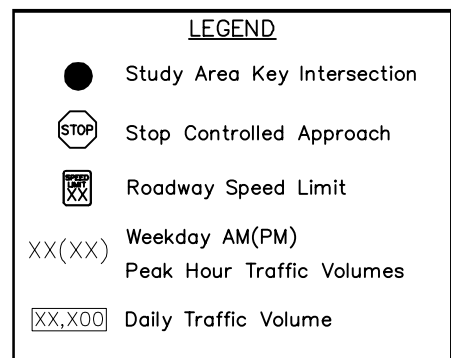 LEGEND
Study Area Key Intersection
STOP Stop Controlled Approach
SPEED
LIMIT
XX Roadway Speed Limit
XX(XX) Weekday AM(PM)
Peak Hour Traffic Volumes
XX,X00 Daily Traffic Volume